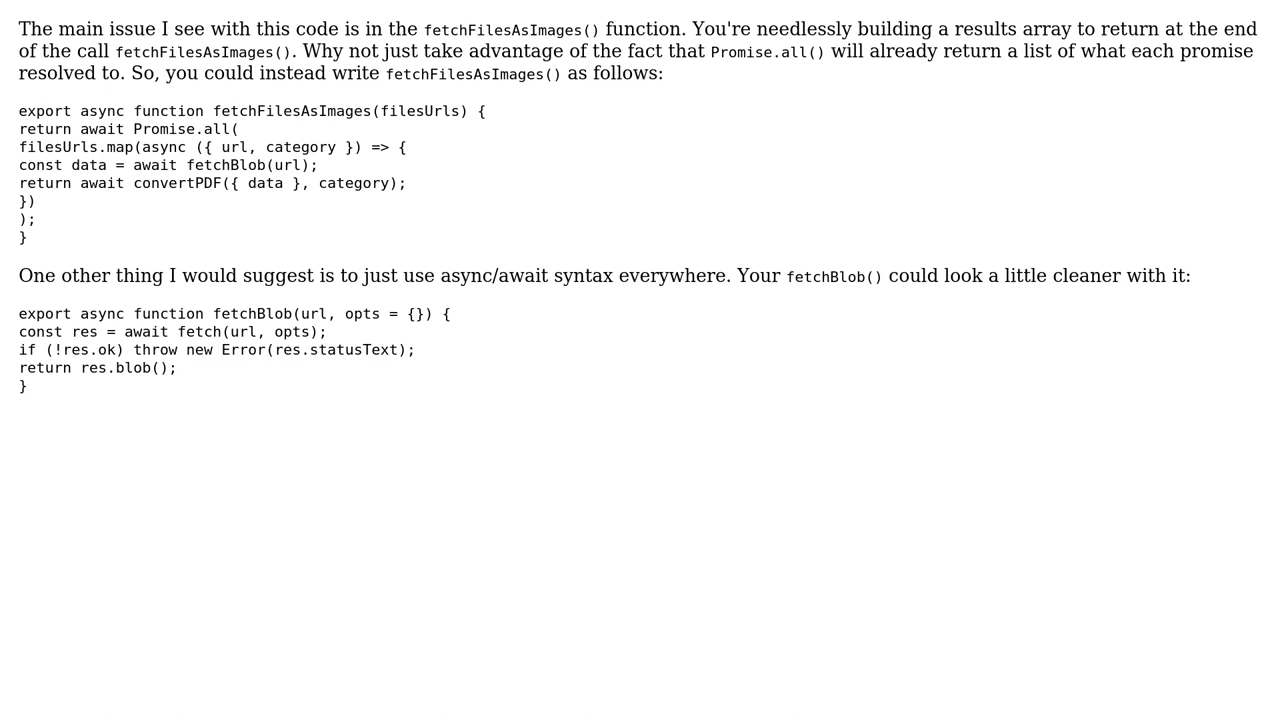 The main issue I see with this code is in the fetchFilesAsImages() function. You're needlessly building a results array to return at the end
of the call fetchFilesAsImages(). Why not just take advantage of the fact that Promise.all() will already return a list of what each promise
resolved to. So, you could instead write fetchFilesAsImages() as follows:
export async function fetchFilesAsImages(filesUrls) {
return await Promise.all(
filesUrls.map(async ({ url, category }) => {
const data = await fetchBlob(url);
return await convertPDF({ data }, category);
})
);
}
One other thing I would suggest is to just use async/await syntax everywhere. Your fetchBlob() could look a little cleaner with it:
export async function fetchBlob(url, opts = {}) {
const res = await fetch(url, opts);
if (!res.ok) throw new Error(res.statusText);
return res.blob();
}